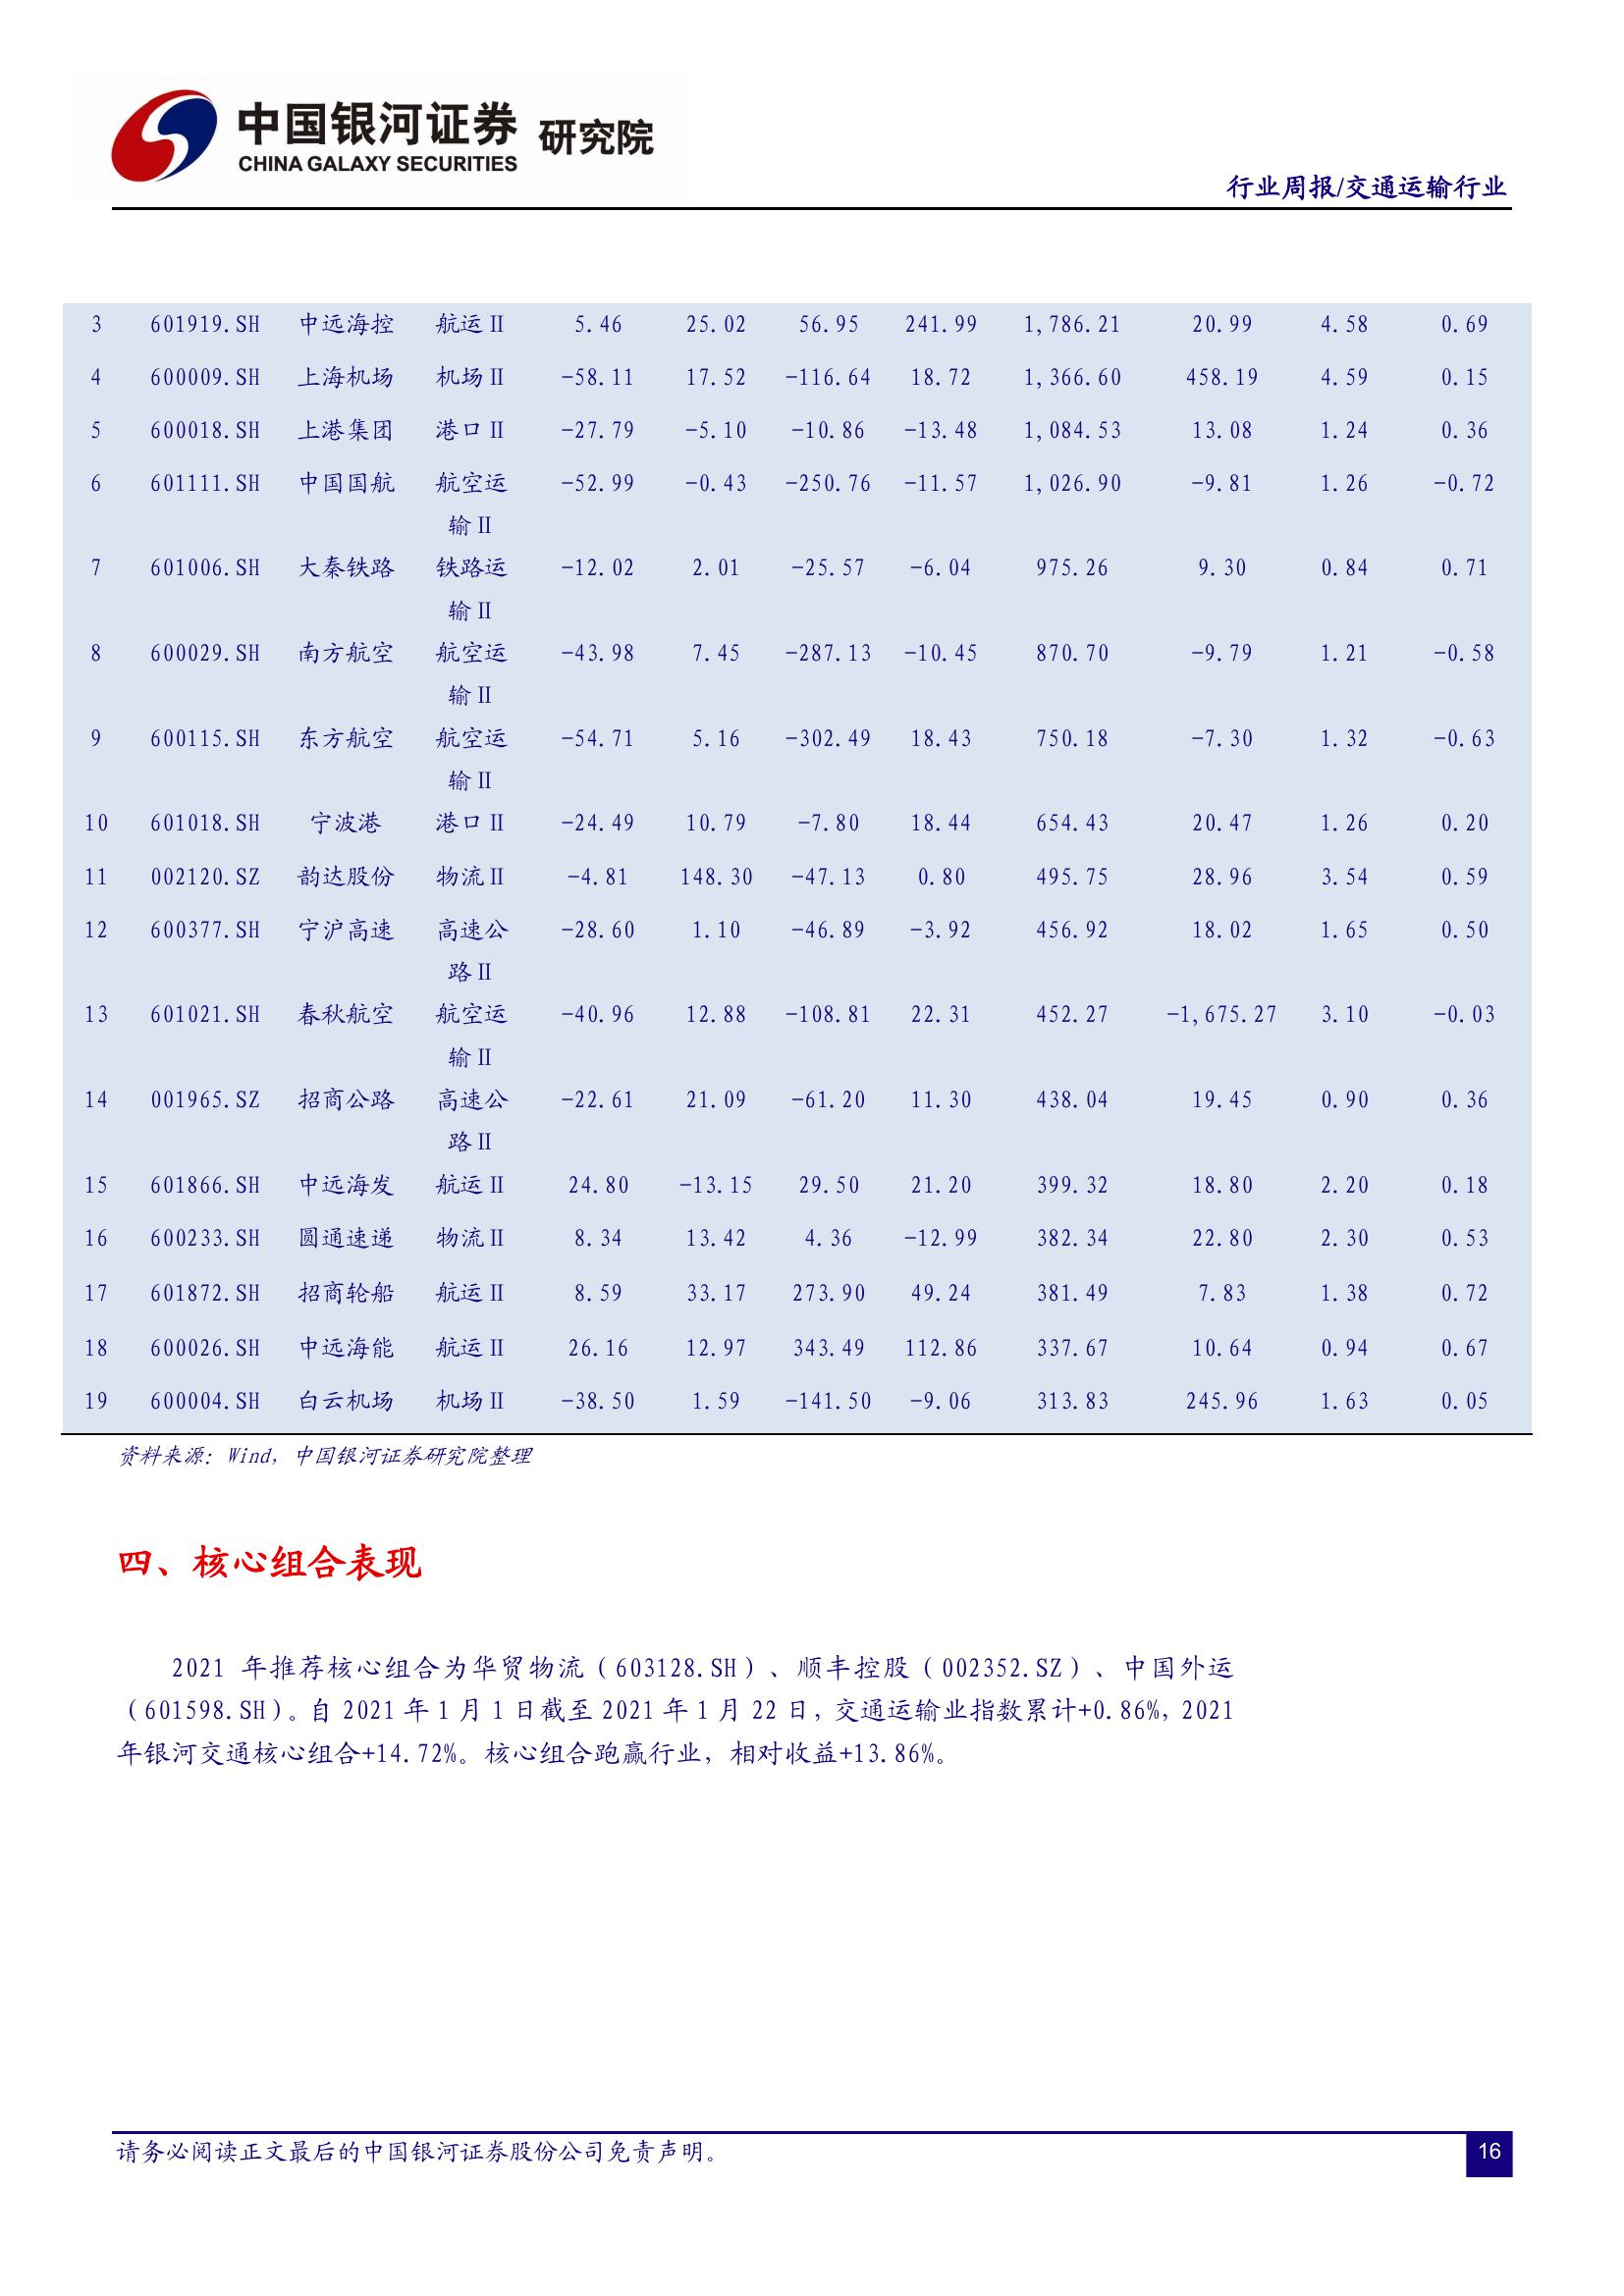 中国银河证券 研究院
CHINA GALAXY SECURITIES
行业周报/交通运输行业
3 601919.SH 中远海控 航运Ⅱ 5.46 25.02 56.95 241.99 1,786.21 20.99 4.58 0.69
4 600009.SH 上海机场 机场Ⅱ -58.11 17.52 -116.64 18.72 1,366.60 458.19 4.59 0.15
5 600018.SH 上港集团 港口Ⅱ -27.79 -5.10 -10.86 -13.48 1,084.53 13.08 1.24 0.36
6 601111.SH 中国国航 航空运 -52.99 -0.43 -250.76 -11.57 1,026.90 -9.81 1.26 -0.72
输Ⅱ
7 601006.SH 大秦铁路 铁路运 -12.02 2.01 -25.57 -6.04 975.26 9.30 0.84 0.71
输Ⅱ
8 600029.SH 南方航空 航空运 -43.98 7.45 -287.13 -10.45 870.70 -9.79 1.21 -0.58
输Ⅱ
9 600115.SH 东方航空 航空运 -54.71 5.16 -302.49 18.43 750.18 -7.30 1.32 -0.63
输Ⅱ
10 601018.SH 宁波港 港口Ⅱ -24.49 10.79 -7.80 18.44 654.43 20.47 1.26 0.20
11 002120.SZ 韵达股份 物流Ⅱ -4.81 148.30 -47.13 0.80 495.75 28.96 3.54 0.59
12 600377.SH 宁沪高速 高速公 -28.60 1.10 -46.89 -3.92 456.92 18.02 1.65 0.50
路Ⅱ
13 601021.SH 春秋航空 航空运 -40.96 12.88 -108.81 22.31 452.27 -1,675.27 3.10 -0.03
输Ⅱ
14 001965.SZ 招商公路 高速公 -22.61 21.09 -61.20 11.30 438.04 19.45 0.90 0.36
路Ⅱ
15 601866.SH 中远海发 航运Ⅱ 24.80 -13.15 29.50 21.20 399.32 18.80 2.20 0.18
16 600233.SH 圆通速递 物流Ⅱ 8.34 13.42 4.36 -12.99 382.34 22.80 2.30 0.53
17 601872.SH 招商轮船 航运Ⅱ 8.59 33.17 273.90 49.24 381.49 7.83 1.38 0.72
18 600026.SH 中远海能 航运Ⅱ 26.16 12.97 343.49 112.86 337.67 10.64 0.94 0.67
19 600004.SH 白云机场 机场Ⅱ -38.50 1.59 -141.50 -9.06 313.83 245.96 1.63 0.05
资料来源：Wind，中国银河证券研究院整理
四、核心组合表现
2021 年推荐核心组合为华贸物流（603128.SH）、顺丰控股（002352.SZ）、中国外运
（601598.SH）。自 2021 年 1 月 1 日截至 2021 年 1 月 22 日，交通运输业指数累计+0.86%，2021
年银河交通核心组合+14.72%。核心组合跑赢行业，相对收益+13.86%。
请务必阅读正文最后的中国银河证券股份公司免责声明。
16